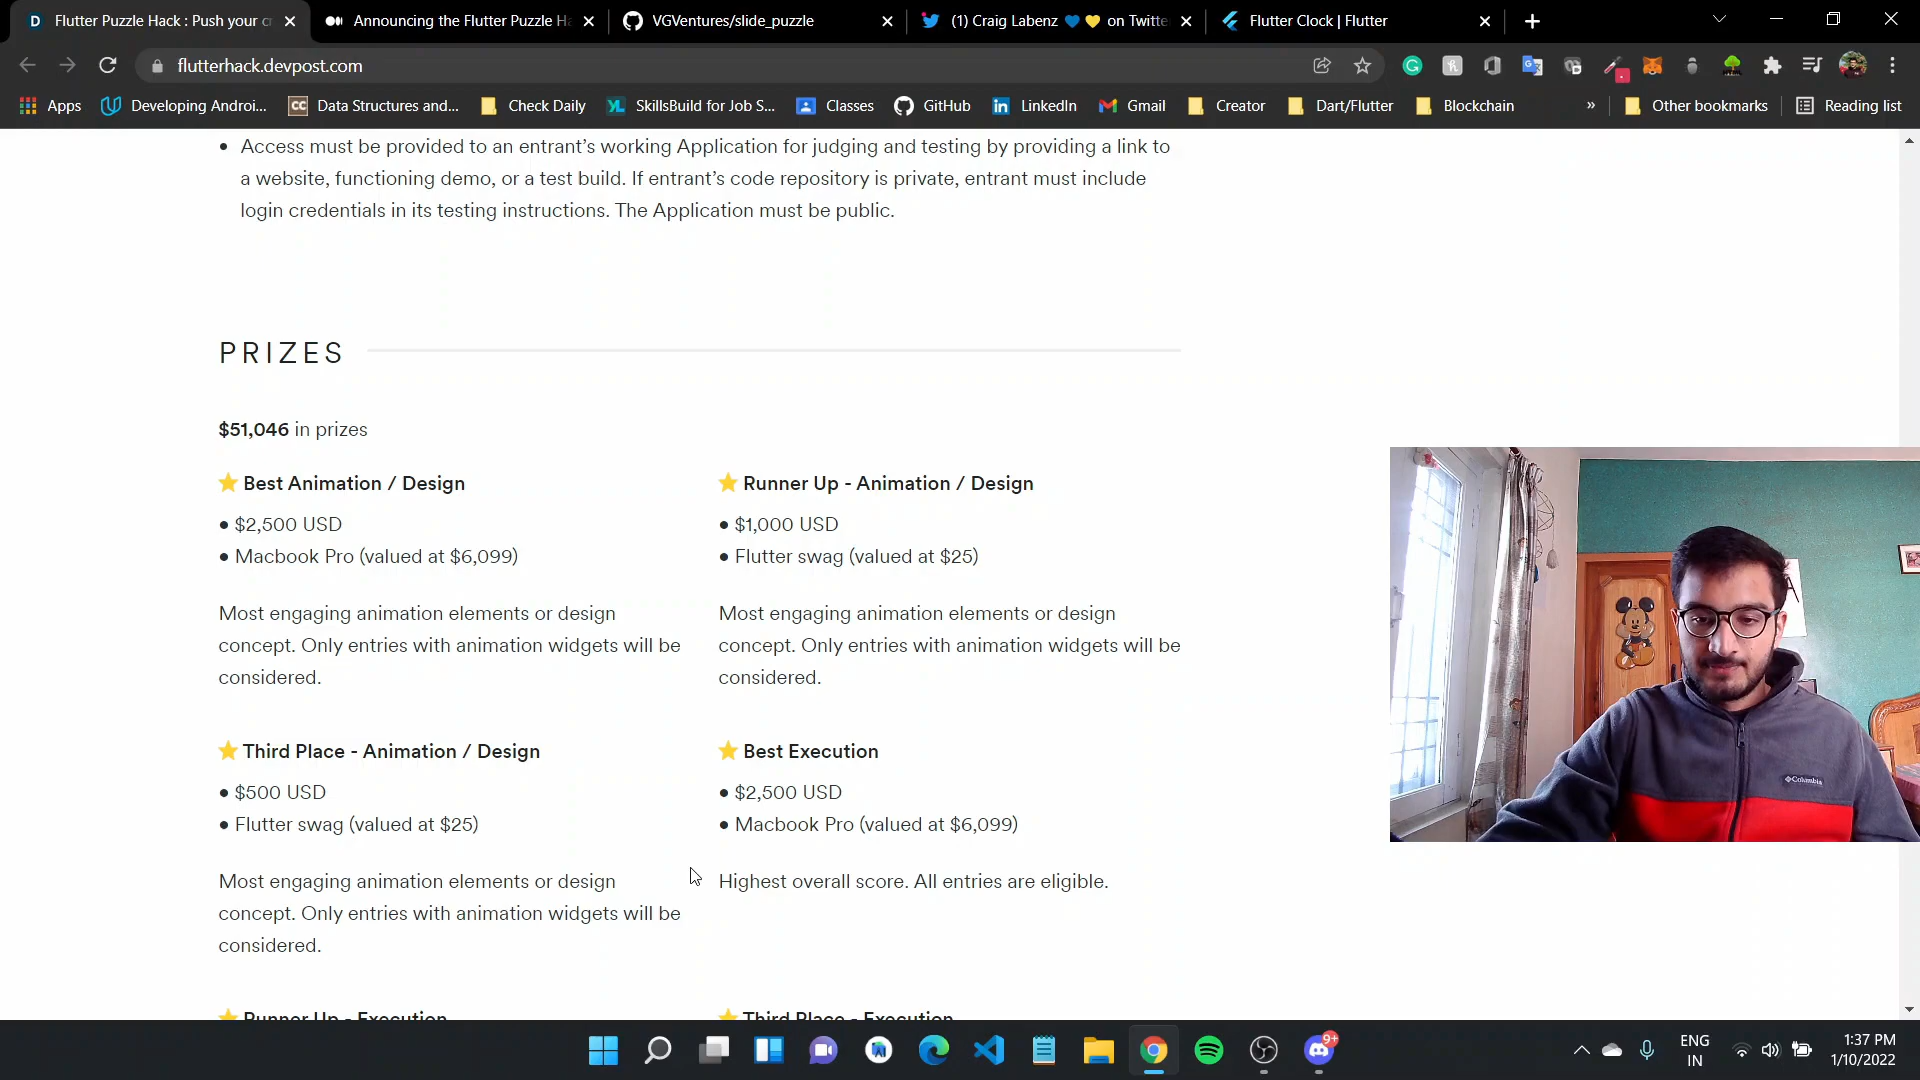 Flutter Puzzle Hack : Push your c
Announcing the Flutter Puzzle H
VGVentures/slide_puzzle
(1) Craig Labenz 💙 💛 on Twitte
Flutter Clock | Flutter
flutterhack.devpost.com
Apps
Developing Androi...
Data Structures and...
Check Daily
SkillsBuild for Job S...
Classes
GitHub
LinkedIn
Gmail
Creator
Dart/Flutter
Blockchain
»
Other bookmarks
Reading list
• Access must be provided to an entrant's working Application for judging and testing by providing a link to
a website, functioning demo, or a test build. If entrant's code repository is private, entrant must include
login credentials in its testing instructions. The Application must be public.
PRIZES
$51,046 in prizes
⭐ Best Animation / Design
• $2,500 USD
• Macbook Pro (valued at $6,099)
Most engaging animation elements or design
concept. Only entries with animation widgets will be
considered.
⭐ Runner Up - Animation / Design
• $1,000 USD
• Flutter swag (valued at $25)
Most engaging animation elements or design
concept. Only entries with animation widgets will be
considered.
⭐ Third Place - Animation / Design
• $500 USD
• Flutter swag (valued at $25)
Most engaging animation elements or design
concept. Only entries with animation widgets will be
considered.
⭐ Best Execution
• $2,500 USD
• Macbook Pro (valued at $6,099)
Highest overall score. All entries are eligible.
⭐ Runner Up - Execution
⭐ Third Place - Execution
Columbia
9+
ENG
IN
1:37 PM
1/10/2022